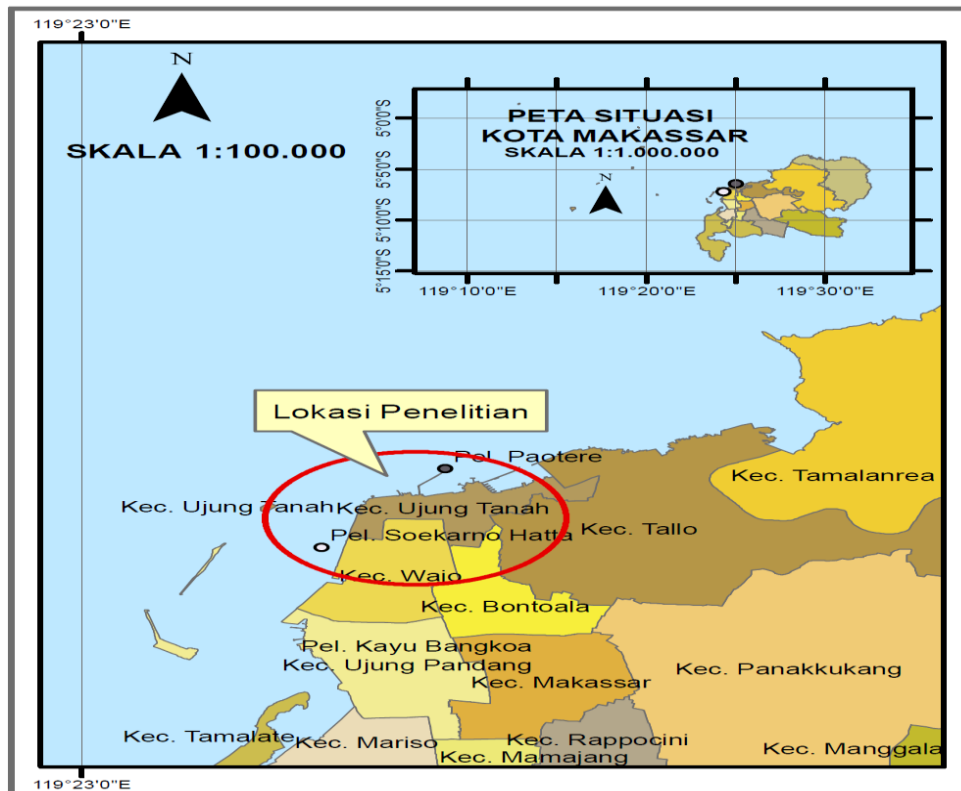 119°23'0"E
N
SKALA 1:100.000
PETA SITUASI
KOTA MAKASSAR
SKALA 1:1.000.000
N
5°0'0"S
5°5'0"S
5°10'0"S
5°15'0"S
119°10'0"E
119°20'0"E
119°30'0"E
Lokasi Penelitian
Pel. Paotere
Kec. Tamalanrea
Kec. Ujung Tanah
Kec. Ujung Tanah
Kec. Tallo
Pel. Soekarno Hatta
Kec. Wajo
Kec. Bontoala
Pel. Kayu Bangkoa
Kec. Ujung Pandang
Kec. Panakkukang
Kec. Makassar
Kec. Tamalate
Kec. Mariso
Kec. Rappocini
Kec. Manggala
Kec. Mamajang
119°23'0"E